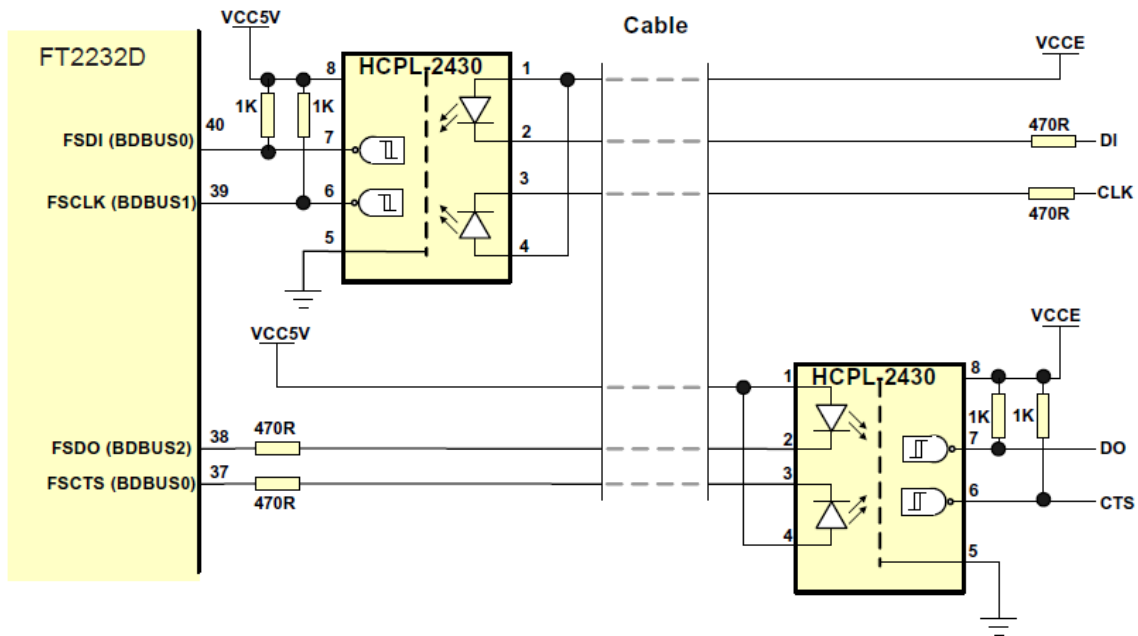 VCC5V
Cable
VCCE
FT2232D
HCPL-2430
8
1
1K
1K
40
FSDI (BDBUS0)
7
2
470R
DI
39
FSCLK (BDBUS1)
6
3
CLK
470R
5
4
VCC5V
VCCE
1
HCPL-2430
8
1K
1K
38
470R
FSDO (BDBUS2)
2
7
DO
37
FSCTS (BDBUS0)
470R
3
6
CTS
4
5